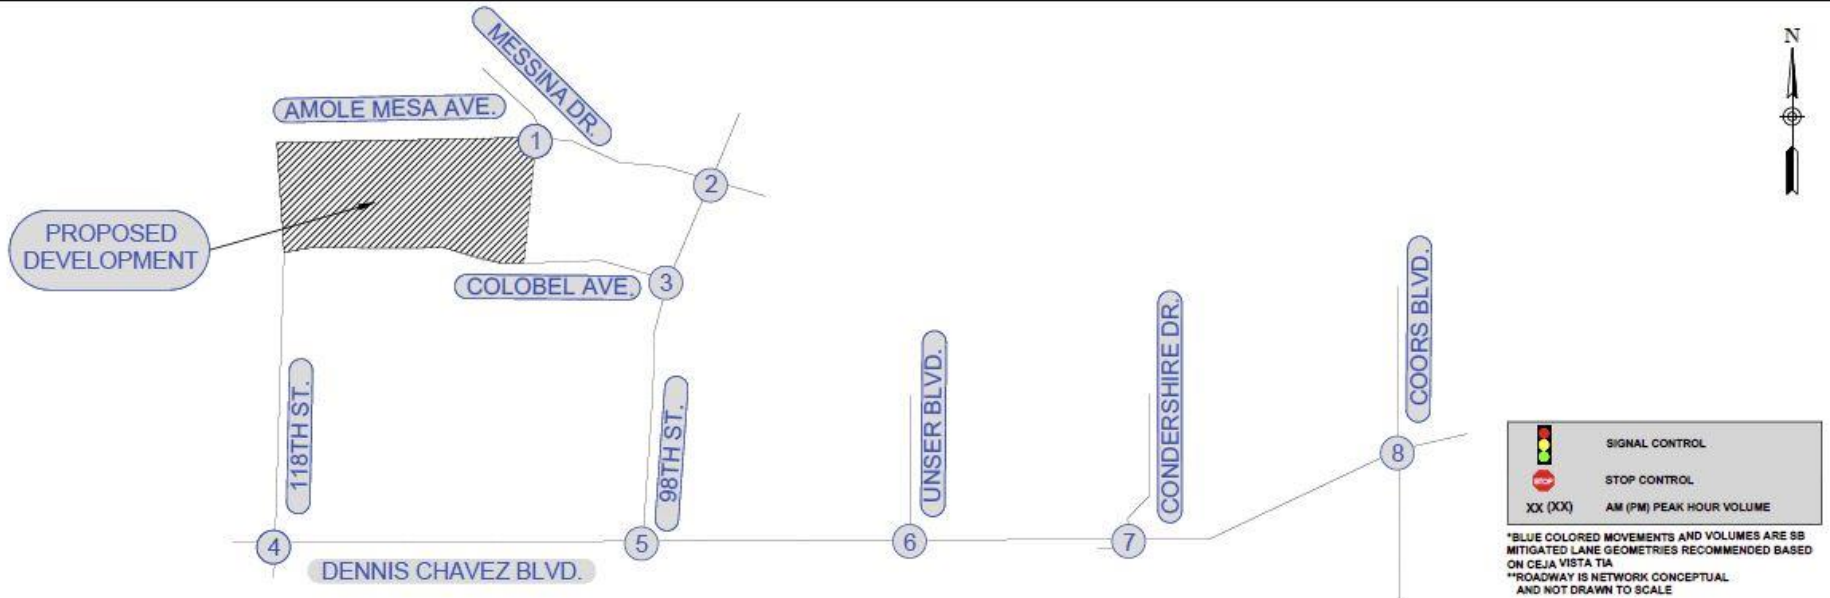 MESSINA DR.
N
AMOLE MESA AVE.
1
2
PROPOSED
DEVELOPMENT
COLOBEL AVE.
3
118TH ST.
98TH ST.
UNSER BLVD.
CONDERSHIRE DR.
COORS BLVD.
4
5
6
7
8
DENNIS CHAVEZ BLVD.
SIGNAL CONTROL
STOP
STOP CONTROL
XX (XX) AM (PM) PEAK HOUR VOLUME
*BLUE COLORED MOVEMENTS AND VOLUMES ARE SB
MITIGATED LANE GEOMETRIES RECOMMENDED BASED
ON CEJA VISTA TIA
**ROADWAY IS NETWORK CONCEPTUAL
AND NOT DRAWN TO SCALE